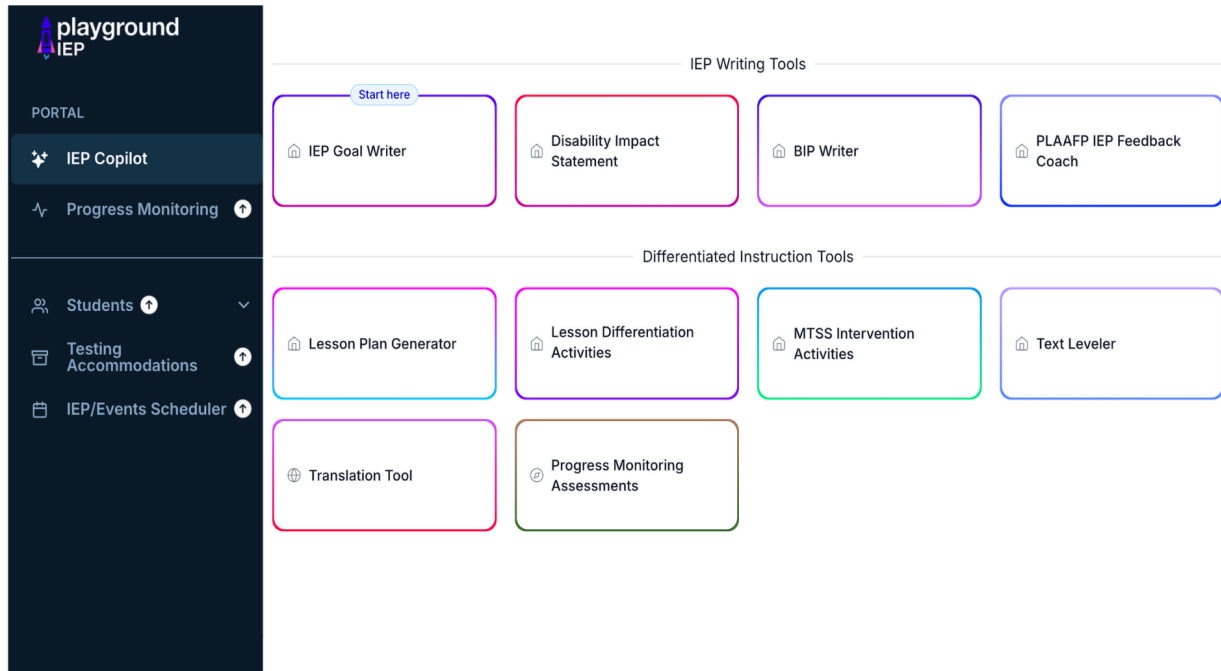 playground
IEP
PORTAL
IEP Copilot
Progress Monitoring
Students
Testing
Accommodations
IEP/Events Scheduler
IEP Writing Tools
Start here
IEP Goal Writer
Disability Impact
Statement
BIP Writer
PLAAFP IEP Feedback
Coach
Differentiated Instruction Tools
Lesson Plan Generator
Lesson Differentiation
Activities
MTSS Intervention
Activities
Text Leveler
Translation Tool
Progress Monitoring
Assessments